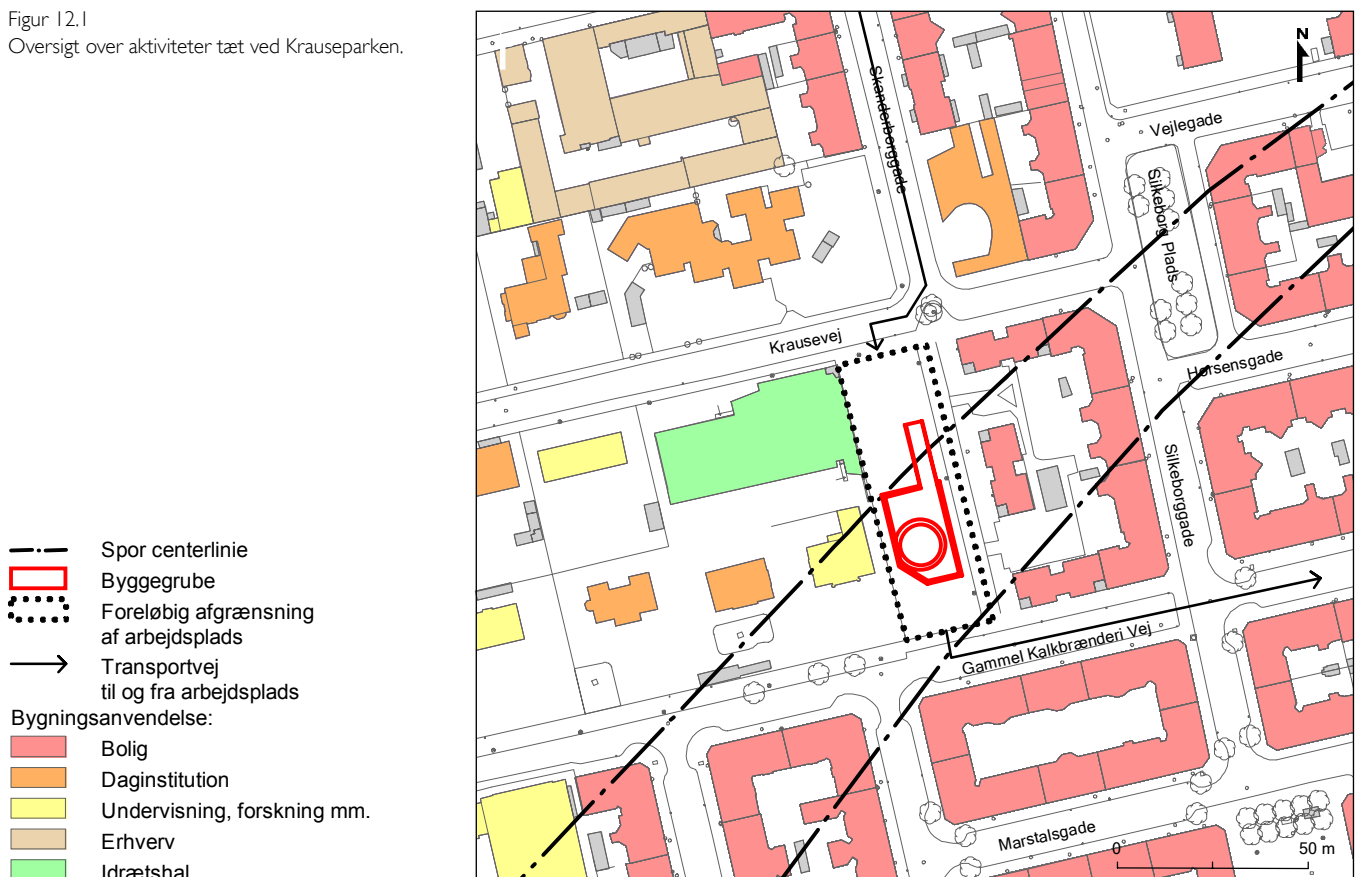 Figur 12.1
Oversigt over aktiviteter tæt ved Krauseparken.
Spor centerlinie
Byggegrube
Foreløbig afgrænsning
af arbejdsplads
Transportvej
til og fra arbejdsplads
Bygningsanvendelse:
Bolig
Daginstitution
Undervisning, forskning mm.
Erhverv
Idrætshal
N
Skanderborggade
Vejlegade
Silkeborg Plads
Krausevej
Horsensgade
Silkeborggade
Gammel Kalkbrænderi Vej
Marstalsgade
0 50 m